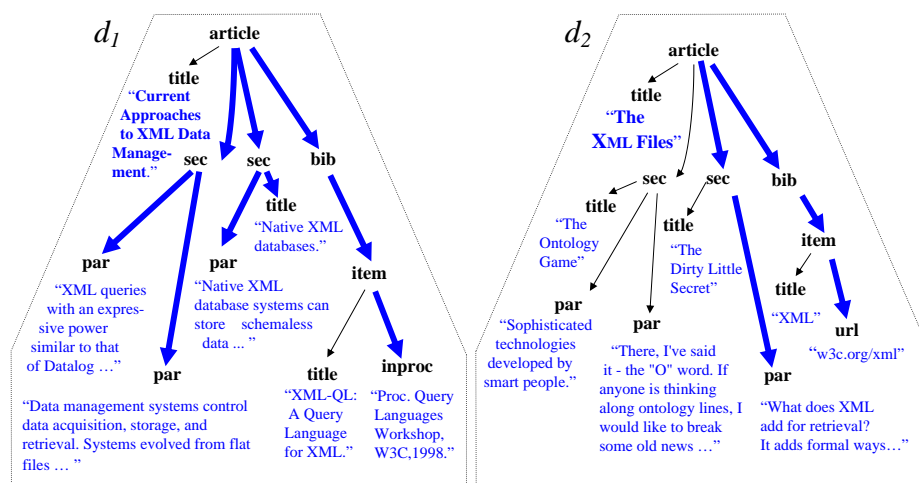 d1
article
title
“Current
Approaches
to XML Data
Manage-
ment.”
sec
sec
bib
title
“Native XML
databases.”
par
“XML queries
with an expres-
sive power
similar to that
of Datalog …”
par
“Native XML
database systems can
store schemaless
data ... ”
item
par
“Data management systems control
data acquisition, storage, and
retrieval. Systems evolved from flat
files … ”
title
“XML-QL:
A Query
Language
for XML.”
inproc
“Proc. Query
Languages
Workshop,
W3C,1998.”
d2
article
title
“The
XML Files”
sec
sec
bib
title
“The
Ontology
Game”
title
“The
Dirty Little
Secret”
item
title
“XML”
url
“w3c.org/xml”
par
“Sophisticated
technologies
developed by
smart people.”
par
“There, I've said
it - the "O" word. If
anyone is thinking
along ontology lines, I
would like to break
some old news …”
par
“What does XML
add for retrieval?
It adds formal ways…”